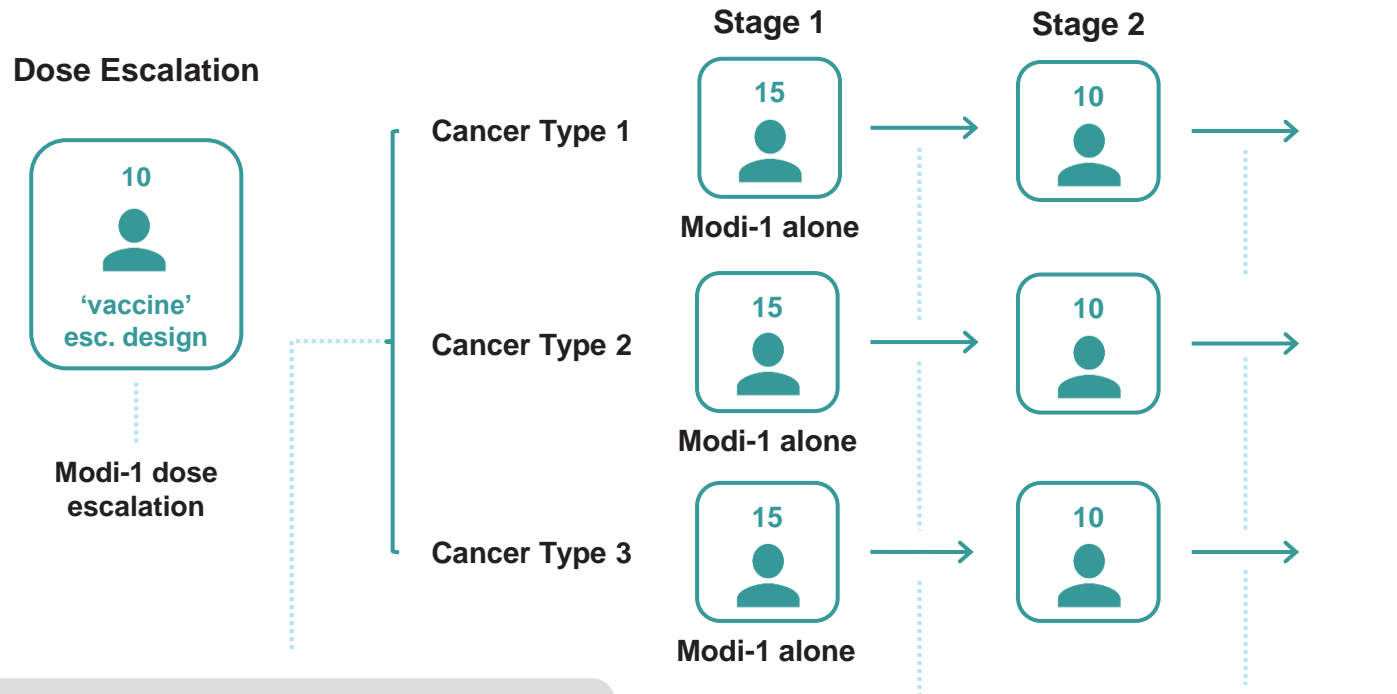 Dose Escalation
10
‘vaccine’
esc. design
Modi-1 dose
escalation
Stage 1
Stage 2
Cancer Type 1
15
Modi-1 alone
10
Cancer Type 2
15
Modi-1 alone
10
Cancer Type 3
15
Modi-1 alone
10